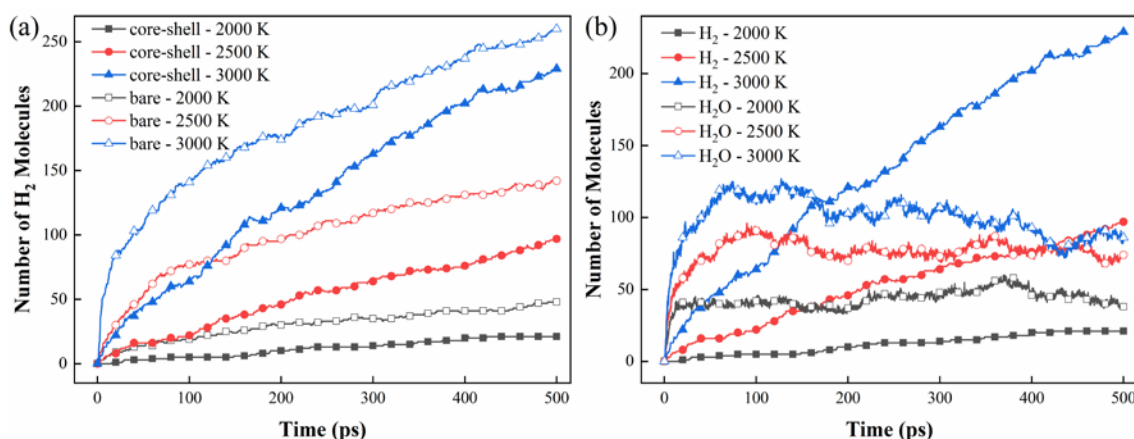 (a)
core-shell - 2000 K
core-shell - 2500 K
core-shell - 3000 K
bare - 2000 K
bare - 2500 K
bare - 3000 K
Number of H₂ Molecules
250
200
150
100
50
0
0 100 200 300 400 500
Time (ps)
(b)
H₂ - 2000 K
H₂ - 2500 K
H₂ - 3000 K
H₂O - 2000 K
H₂O - 2500 K
H₂O - 3000 K
Number of Molecules
200
150
100
50
0
0 100 200 300 400 500
Time (ps)